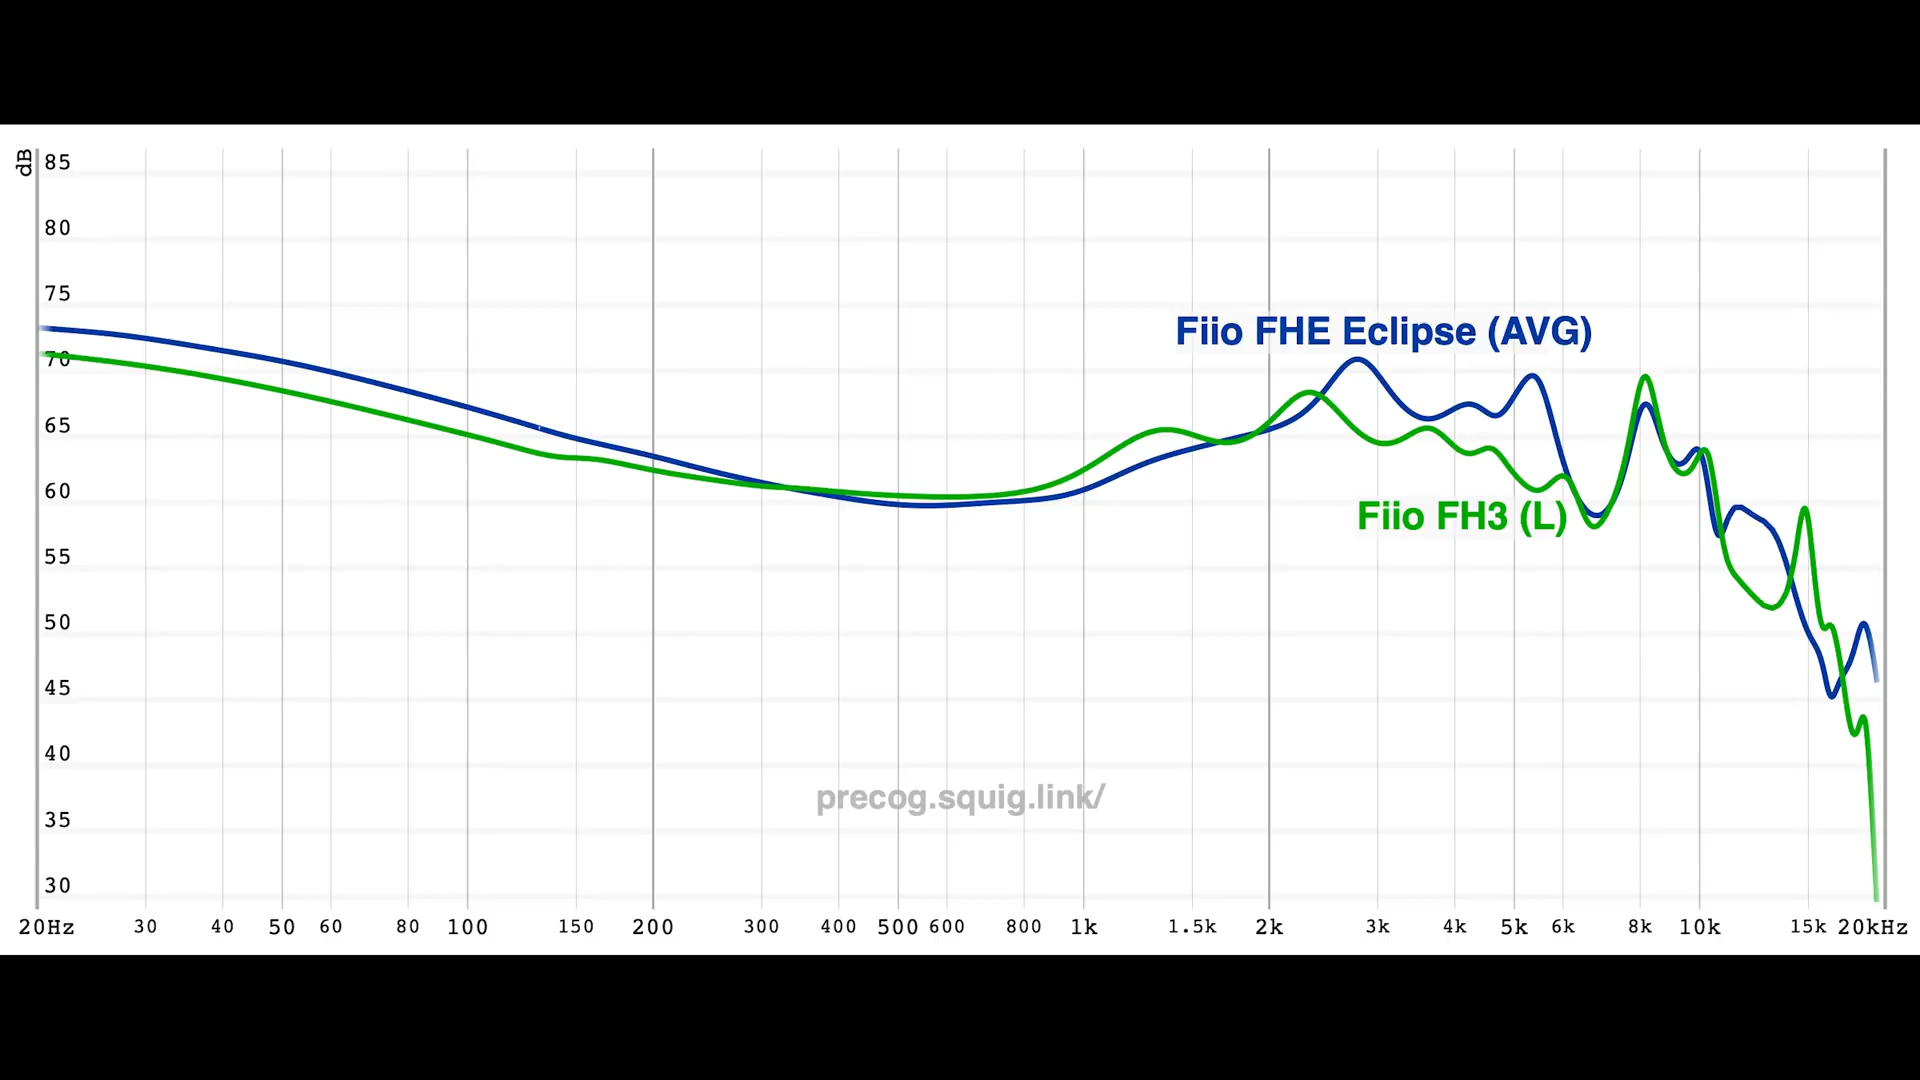 dB
85
80
75
70
65
60
55
50
45
40
35
30
Fiio FHE Eclipse (AVG)
Fiio FH3 (L)
precog.squig.link/
20Hz 30 40 50 60 80 100 150 200 300 400 500 600 800 1k 1.5k 2k 3k 4k 5k 6k 8k 10k 15k 20kHz